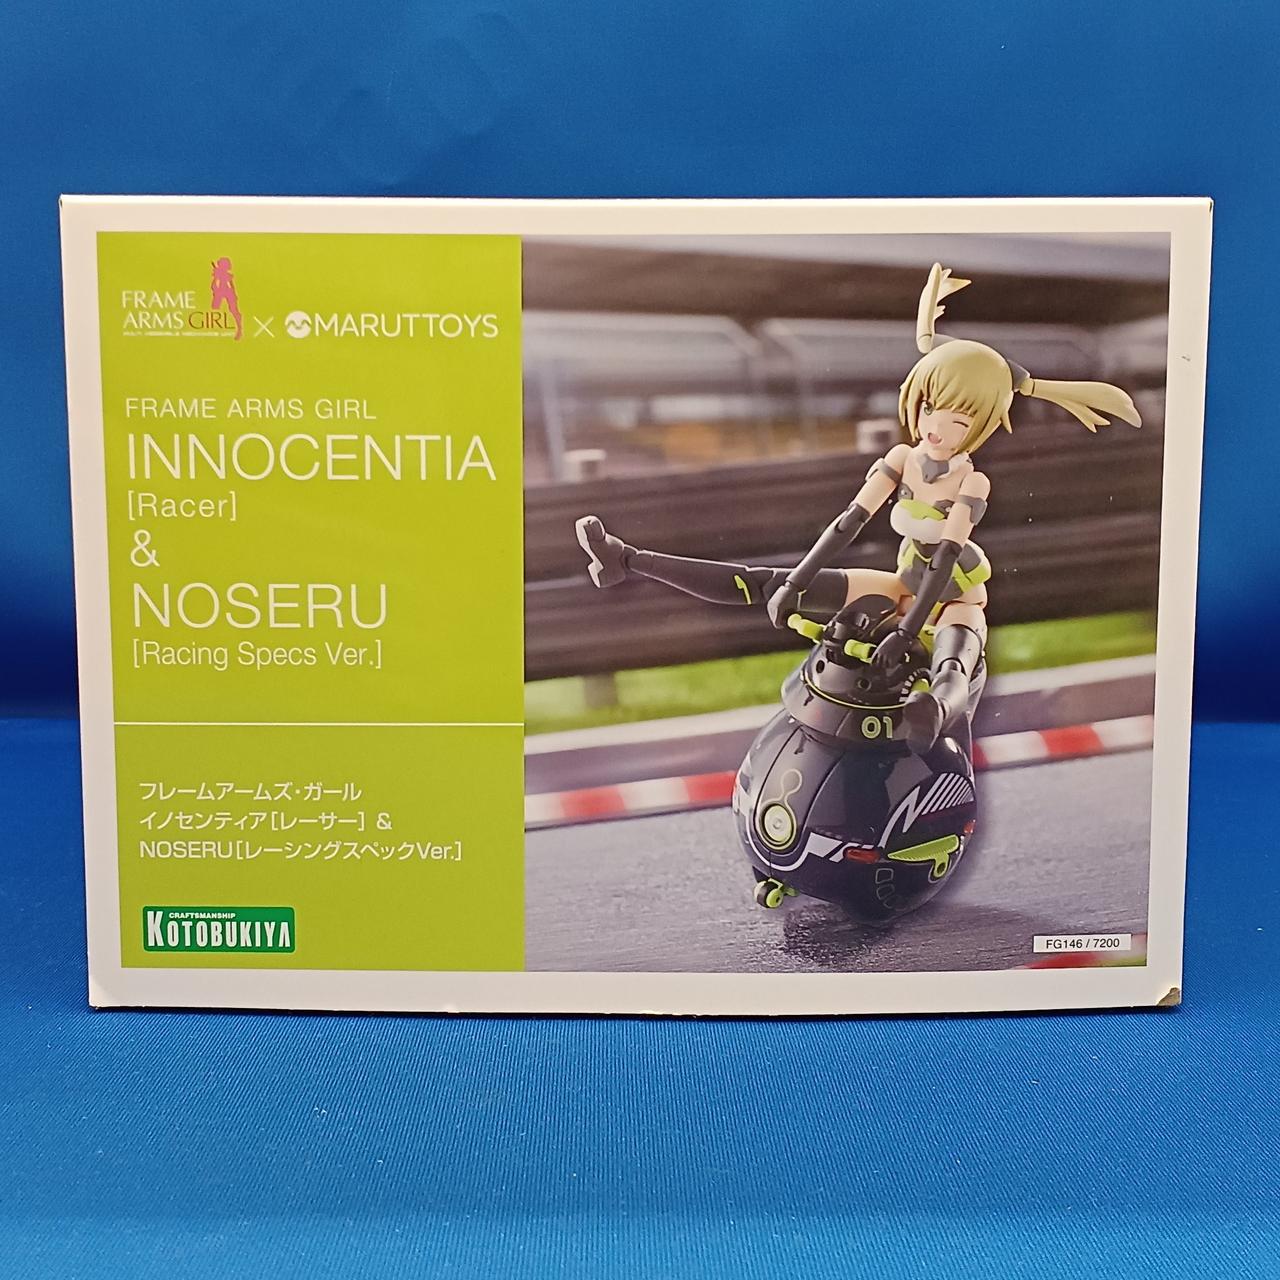 FRAME
ARMS GIRL × MARUTTOYS
FRAME ARMS GIRL
INNOCENTIA
[Racer]
&
NOSERU
[Racing Specs Ver.]
フレームアームズ・ガール
イノセンティア[レーサー] &
NOSERU[レーシングスペックVer.]
CRAFTSMANSHIP
KOTOBUKIYA
01
FG146 / 7200